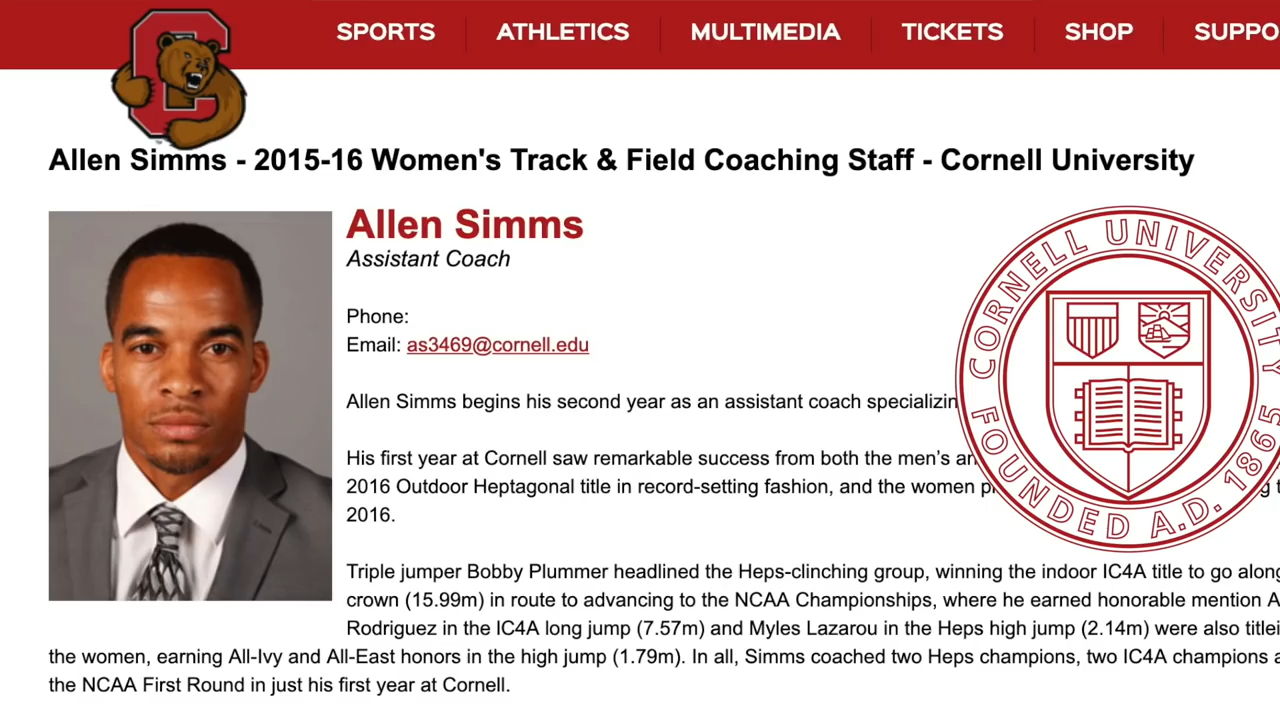 SPORTS ATHLETICS MULTIMEDIA TICKETS SHOP SUPPO
C
Allen Simms - 2015-16 Women's Track & Field Coaching Staff - Cornell University
Allen Simms
Assistant Coach
Phone:
Email: as3469@cornell.edu
Allen Simms begins his second year as an assistant coach specializin
His first year at Cornell saw remarkable success from both the men’s an
2016 Outdoor Heptagonal title in record-setting fashion, and the women p
2016.
Triple jumper Bobby Plummer headlined the Heps-clinching group, winning the indoor IC4A title to go along
crown (15.99m) in route to advancing to the NCAA Championships, where he earned honorable mention A
Rodriguez in the IC4A long jump (7.57m) and Myles Lazarou in the Heps high jump (2.14m) were also titlei
the women, earning All-Ivy and All-East honors in the high jump (1.79m). In all, Simms coached two Heps champions, two IC4A champions a
the NCAA First Round in just his first year at Cornell.
CORNELL UNIVERSITY
FOUNDED A.D. 1865